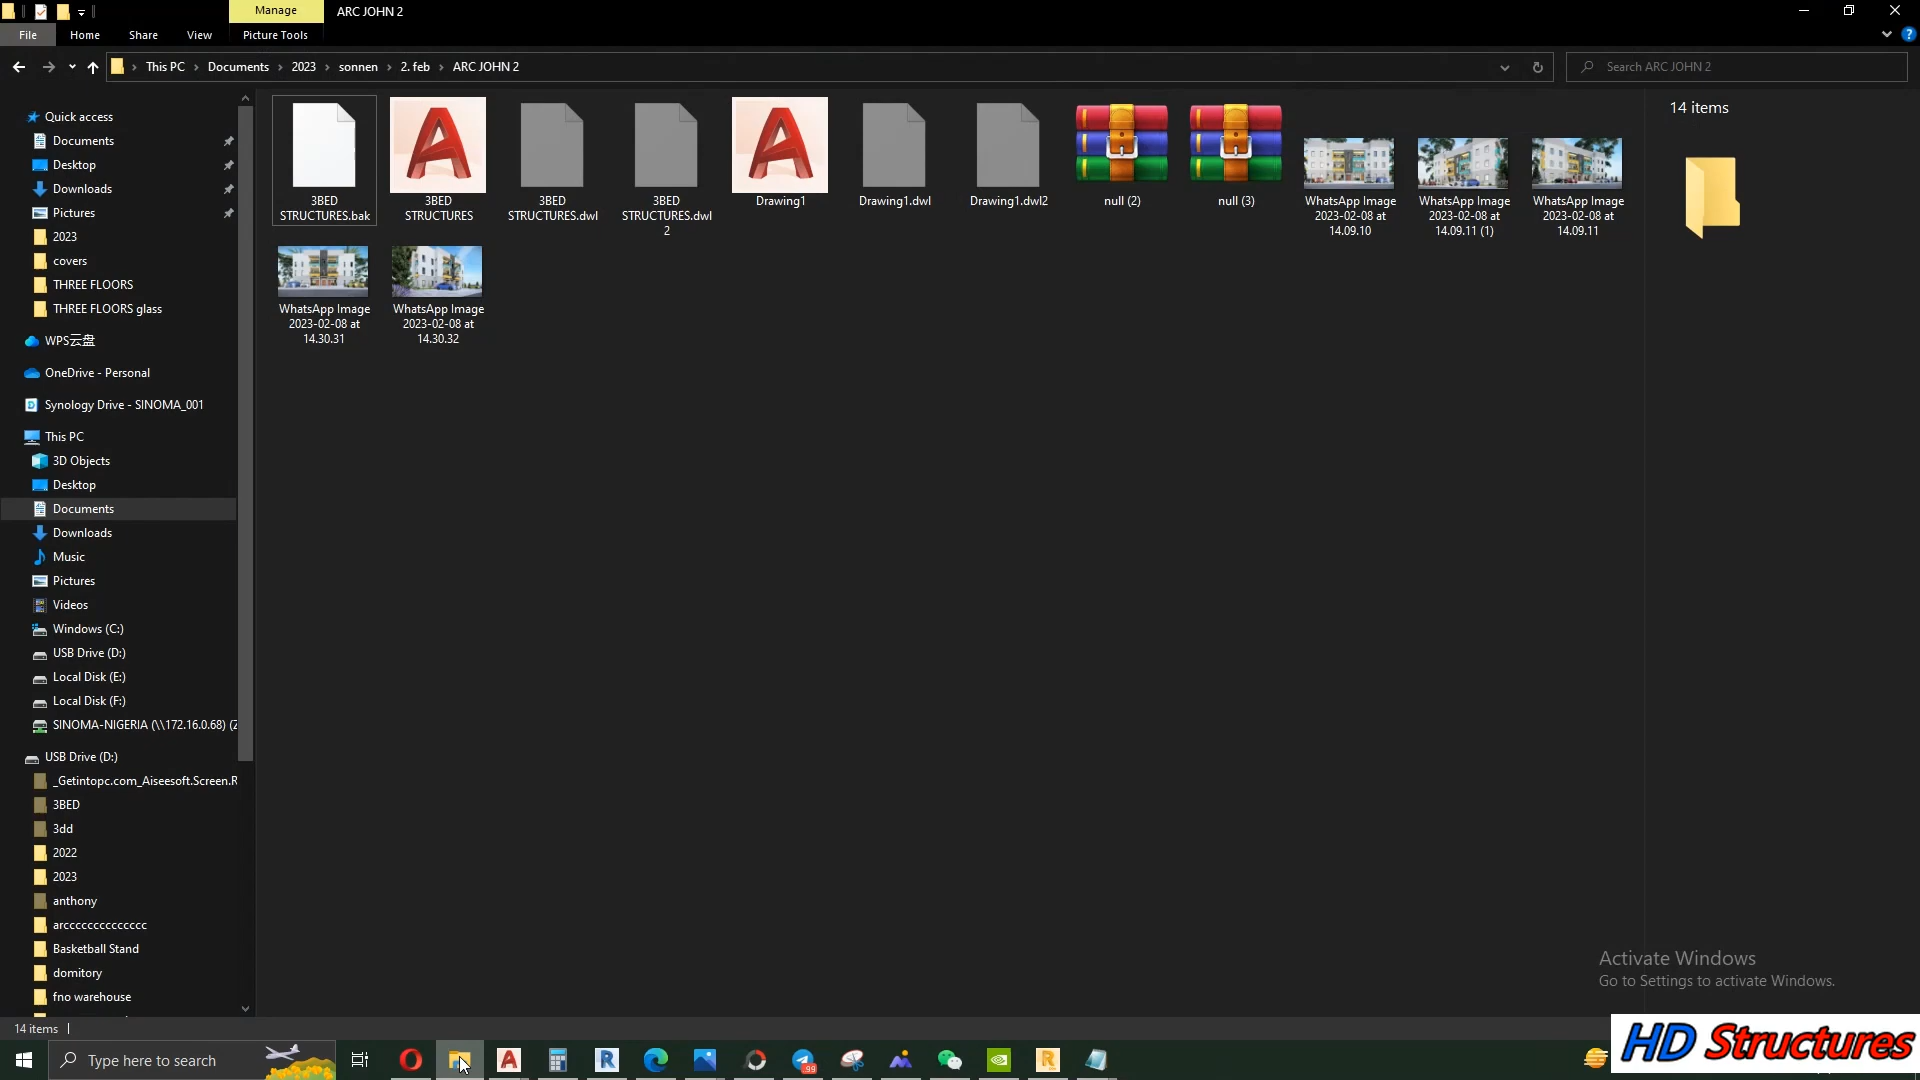 Manage
ARC JOHN 2
File
Home
Share
View
Picture Tools
?
This PC
Documents
2023
sonnen
2. feb
ARC JOHN 2
Search ARC JOHN 2
Quick access
Documents
Desktop
Downloads
Pictures
2023
covers
THREE FLOORS
THREE FLOORS glass
WPS云盘
OneDrive - Personal
Synology Drive - SINOMA_001
This PC
3D Objects
Desktop
Documents
Downloads
Music
Pictures
Videos
Windows (C:)
USB Drive (D:)
Local Disk (E:)
Local Disk (F:)
SINOMA-NIGERIA (\\172.16.0.68) (Z
USB Drive (D:)
_Getintopc.com_Aiseesoft.Screen.R
3BED
3dd
2022
2023
anthony
arcccccccccccccc
Basketball Stand
domitory
fno warehouse
3BED
STRUCTURES.bak
3BED
STRUCTURES
3BED
STRUCTURES.dwl
3BED
STRUCTURES.dwl
2
Drawing1
Drawing1.dwl
Drawing1.dwl2
null (2)
null (3)
WhatsApp Image
2023-02-08 at
14.09.10
WhatsApp Image
2023-02-08 at
14.09.11 (1)
WhatsApp Image
2023-02-08 at
14.09.11
WhatsApp Image
2023-02-08 at
14.30.31
WhatsApp Image
2023-02-08 at
14.30.32
14 items
Activate Windows
Go to Settings to activate Windows.
14 items
Type here to search
99
HD Structures